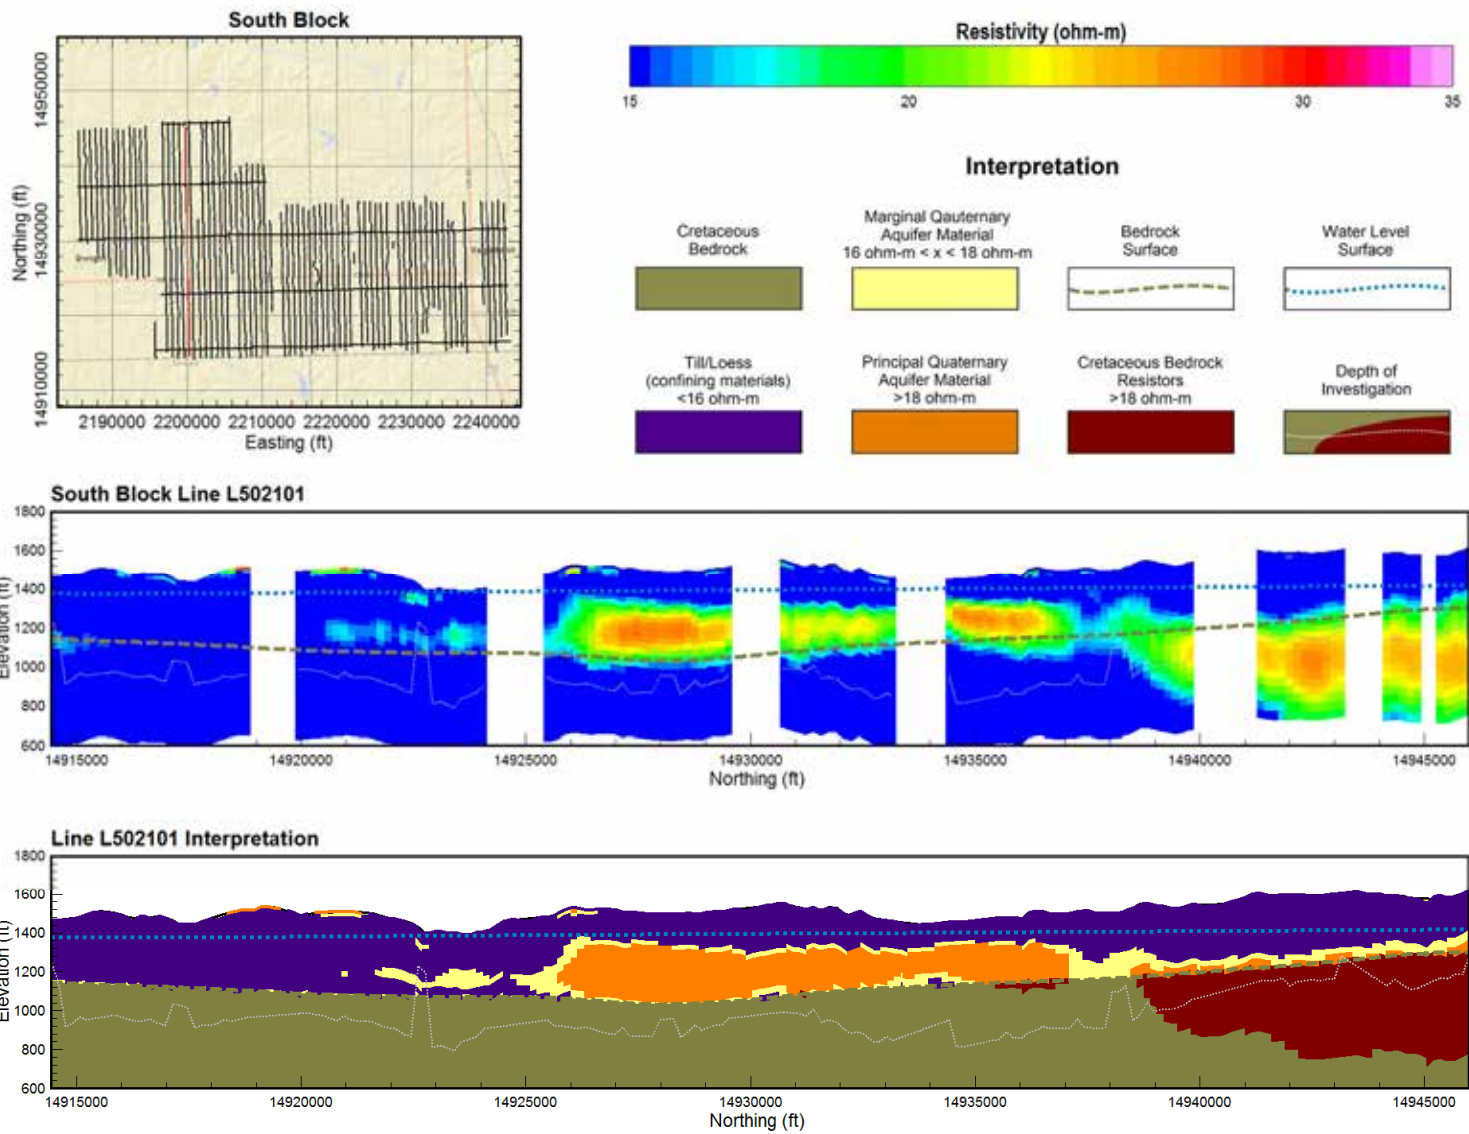 South Block
14950000
14930000
14910000
Northing (ft)
2190000 2200000 2210000 2220000 2230000 2240000
Easting (ft)
Resistivity (ohm-m)
15 20 30 35
Interpretation
Cretaceous
Bedrock
Marginal Qauternary
Aquifer Material
16 ohm-m < x < 18 ohm-m
Bedrock
Surface
Water Level
Surface
Till/Loess
(confining materials)
<16 ohm-m
Principal Quaternary
Aquifer Material
>18 ohm-m
Cretaceous Bedrock
Resistors
>18 ohm-m
Depth of
Investigation
South Block Line L502101
1800
1600
1400
1200
1000
800
600
Elevation (ft)
14915000 14920000 14925000 14930000 14935000 14940000 14945000
Northing (ft)
Line L502101 Interpretation
1800
1600
1400
1200
1000
800
600
Elevation (ft)
14915000 14920000 14925000 14930000 14935000 14940000 14945000
Northing (ft)